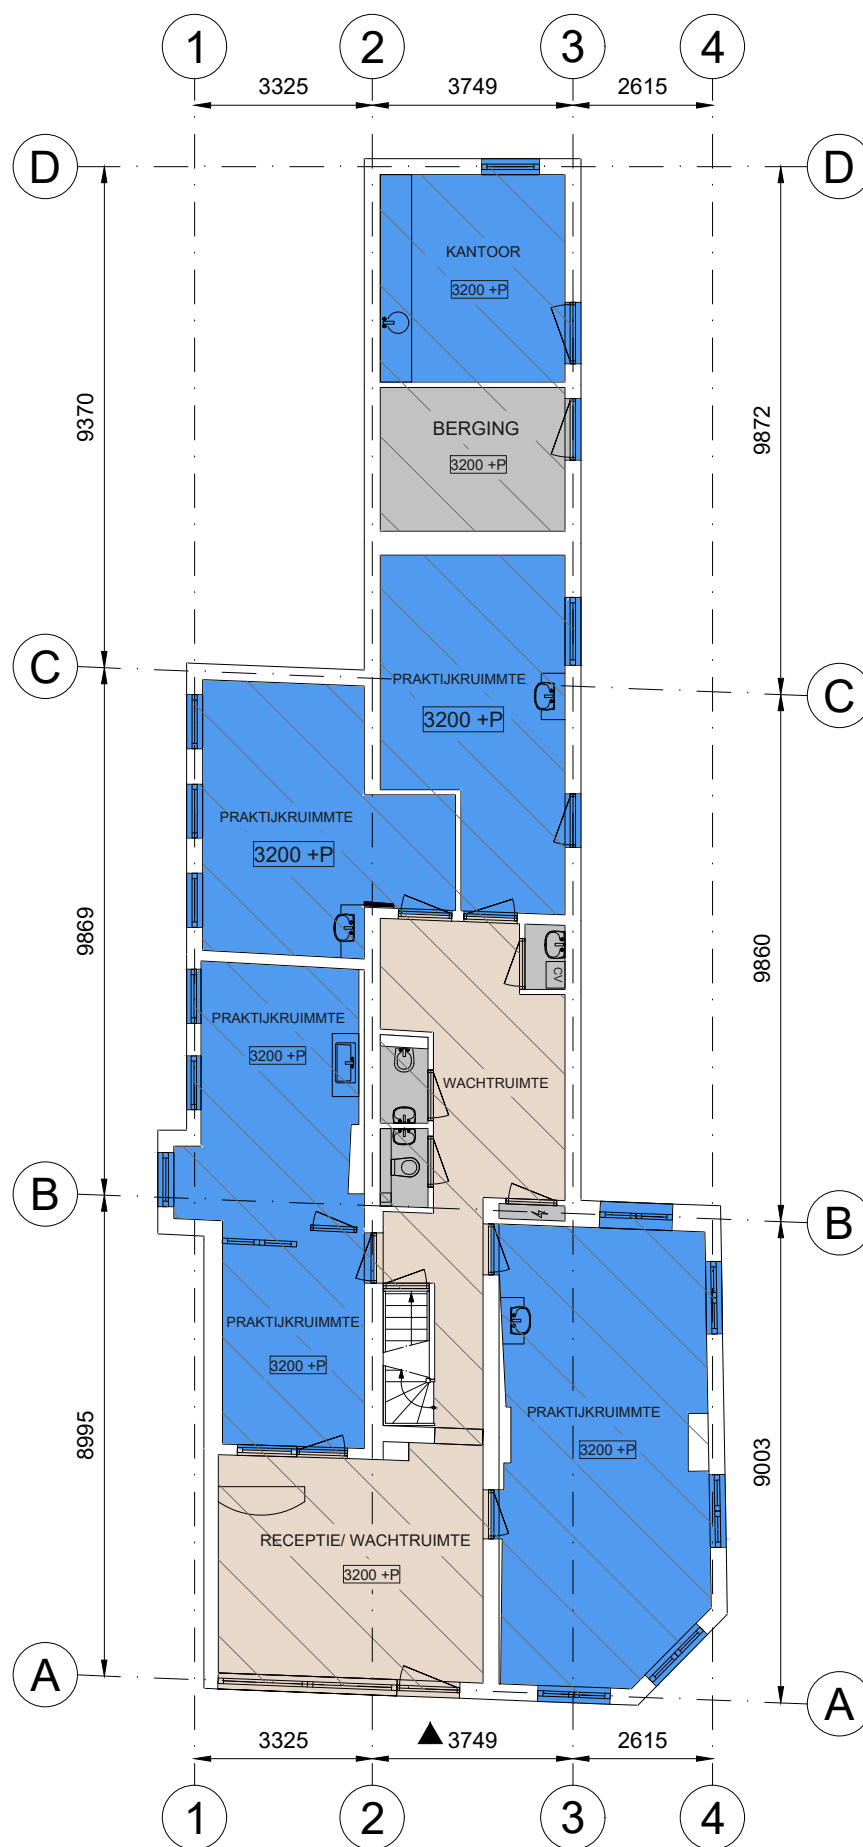 1 2 3 4
3325 3749 2615
D D
KANTOOR
3200 +P
9370
9872
BERGING
3200 +P
C C
PRAKTIJKRUIMMTE
3200 +P
PRAKTIJKRUIMMTE
3200 +P
9869
9860
CV
PRAKTIJKRUIMMTE
3200 +P
WACHTRUIMTE
B B
PRAKTIJKRUIMMTE
3200 +P
PRAKTIJKRUIMMTE
3200 +P
8995
9003
RECEPTIE/ WACHTRUIMTE
3200 +P
A A
3325 3749 2615
1 2 3 4